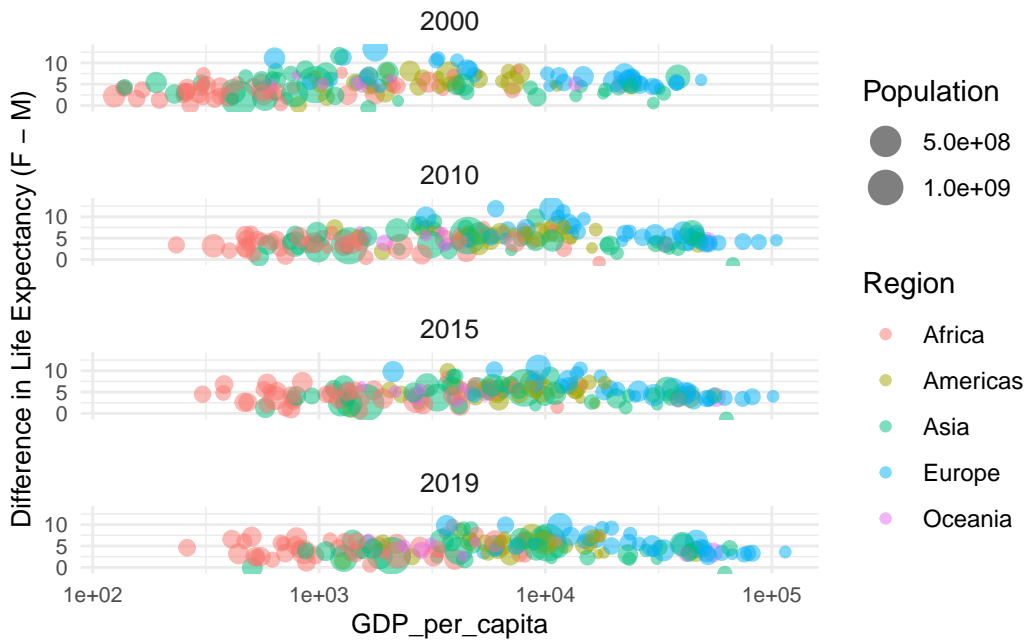 2000
10
5
0
2010
10
5
0
2015
10
5
0
2019
10
5
0
1e+02
1e+03
1e+04
1e+05
GDP_per_capita
Difference in Life Expectancy (F − M)
Population
5.0e+08
1.0e+09
Region
Africa
Americas
Asia
Europe
Oceania